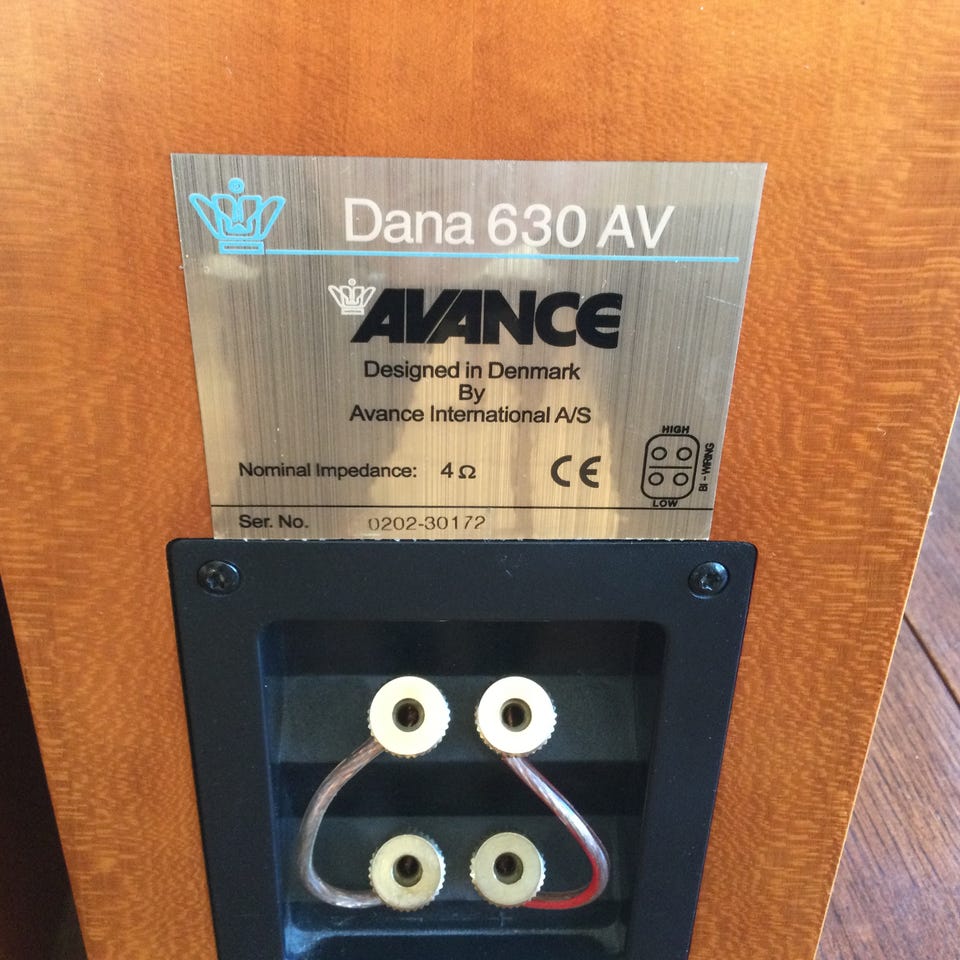 Dana 630 AV
AVANCE
Designed in Denmark
By
Avance International A/S
Nominal Impedance: 4Ω CE
HIGH
BI-WIRING
LOW
Ser. No. 0202-30172